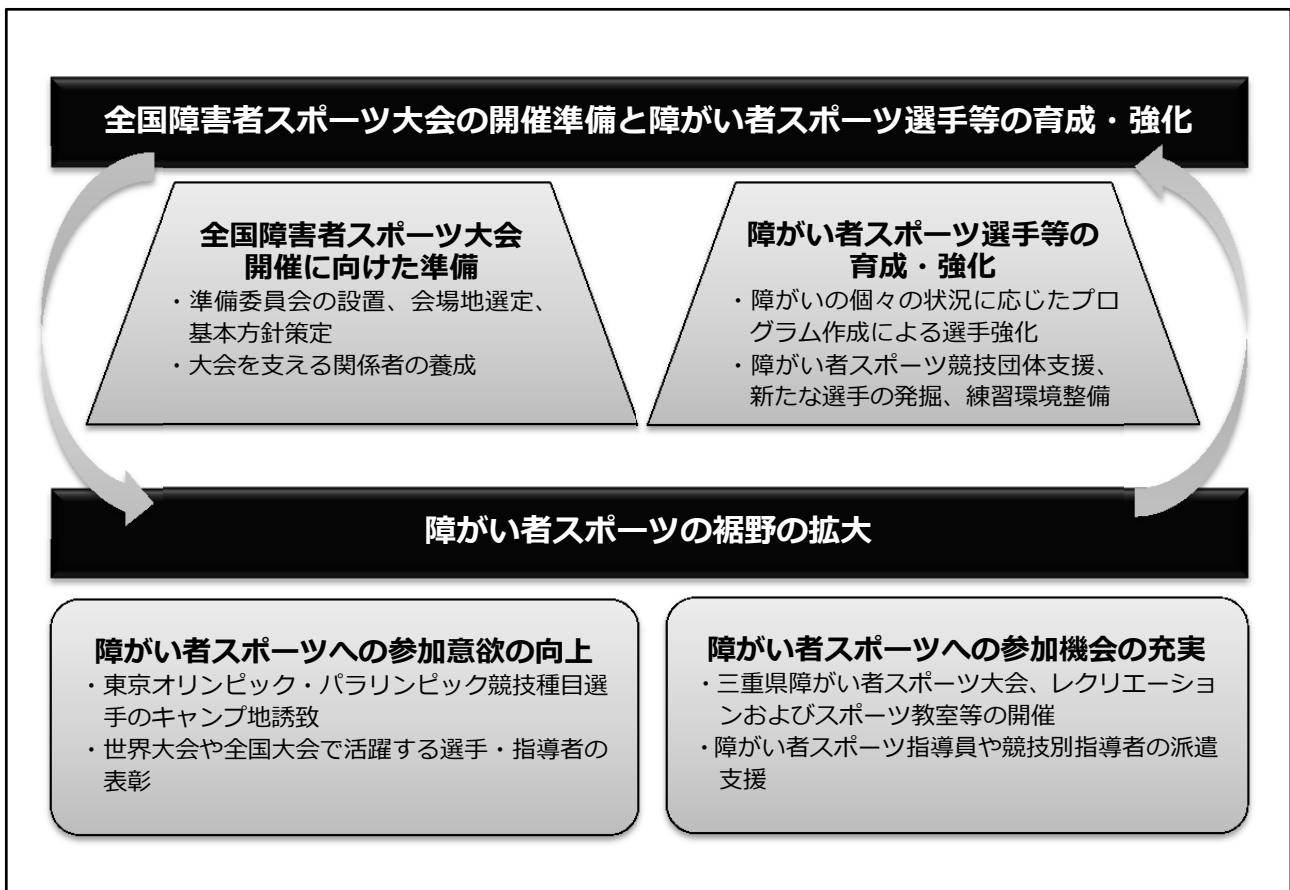 全国障害者スポーツ大会の開催準備と障がい者スポーツ選手等の育成・強化
全国障害者スポーツ大会
開催に向けた準備
・準備委員会の設置、会場地選定、
基本方針策定
・大会を支える関係者の養成
障がい者スポーツ選手等の
育成・強化
・障がいの個々の状況に応じたプロ
グラム作成による選手強化
・障がい者スポーツ競技団体支援、
新たな選手の発掘、練習環境整備
障がい者スポーツの裾野の拡大
障がい者スポーツへの参加意欲の向上
・東京オリンピック・パラリンピック競技種目選
手のキャンプ地誘致
・世界大会や全国大会で活躍する選手・指導者の
表彰
障がい者スポーツへの参加機会の充実
・三重県障がい者スポーツ大会、レクリエーショ
ンおよびスポーツ教室等の開催
・障がい者スポーツ指導員や競技別指導者の派遣
支援